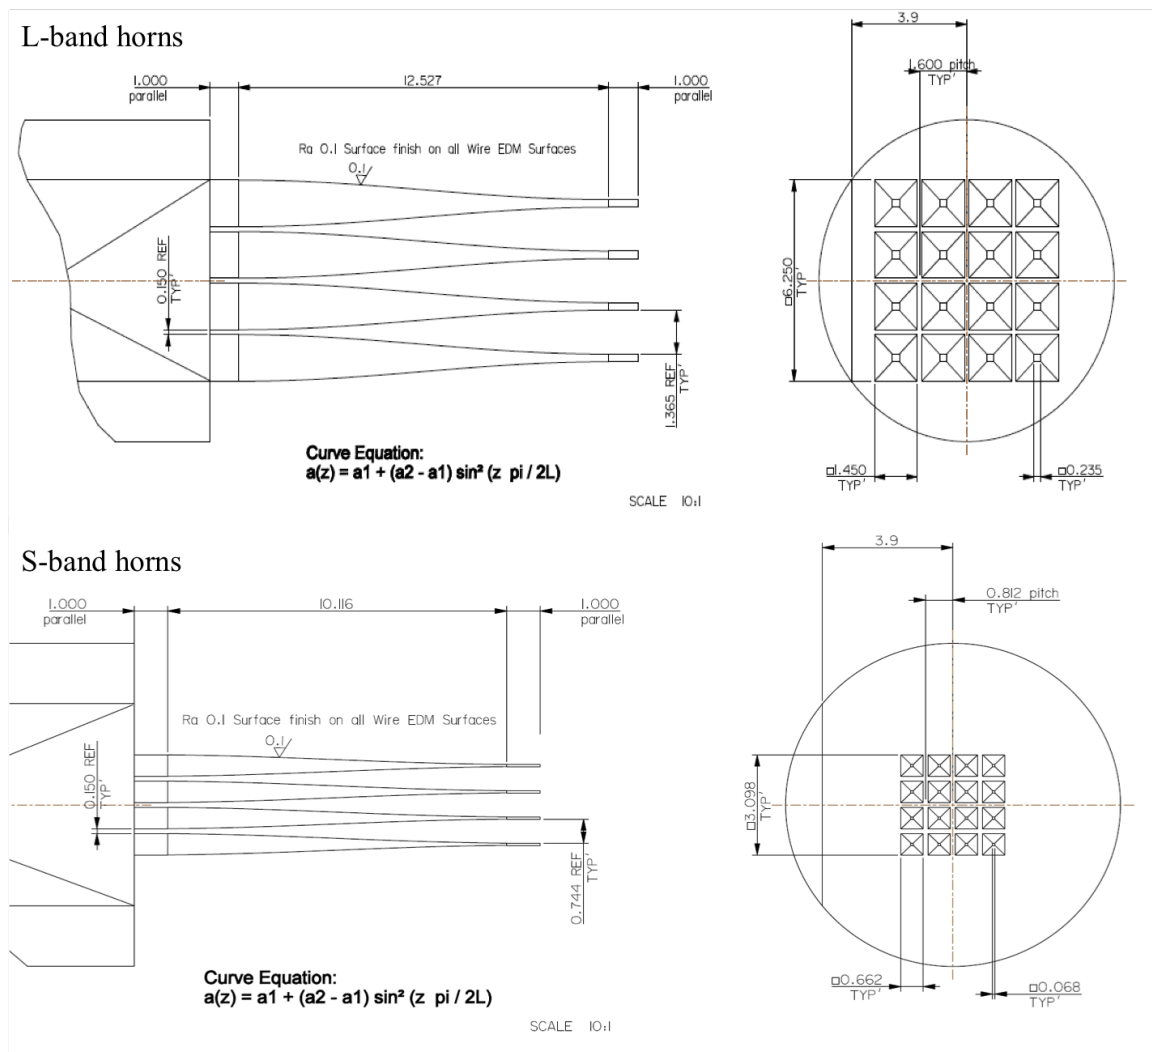 L-band horns
3.9
1.600 pitch
TYP'
1.000
parallel
12.527
1.000
parallel
Ra 0.1 Surface finish on all Wire EDM Surfaces
0.1
0.150 REF
TYP'
□6.250
TYP'
1.365 REF
TYP'
Curve Equation:
a(z) = a1 + (a2 - a1) sin² (z pi / 2L)
□1.450
TYP'
□0.235
TYP'
SCALE 10:1
S-band horns
3.9
0.812 pitch
TYP'
1.000
parallel
10.116
1.000
parallel
Ra 0.1 Surface finish on all Wire EDM Surfaces
0.1
0.150 REF
TYP'
□3.098
TYP'
0.744 REF
TYP'
Curve Equation:
a(z) = a1 + (a2 - a1) sin² (z pi / 2L)
□0.662
TYP'
□0.068
TYP'
SCALE 10:1